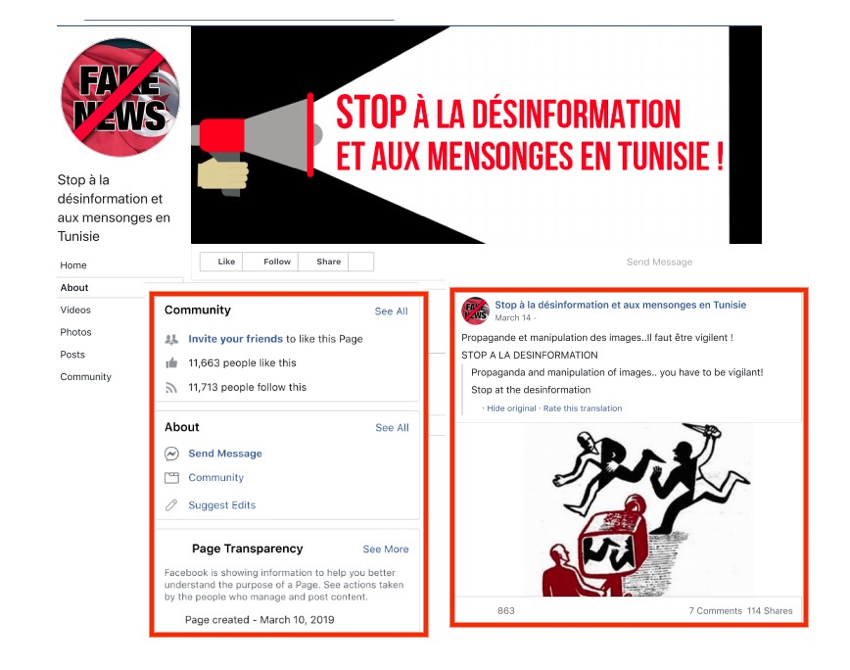 FAKE
NEWS
STOP À LA DÉSINFORMATION
ET AUX MENSONGES EN TUNISIE !
Stop à la
désinformation et
aux mensonges en
Tunisie
Home
About
Videos
Photos
Posts
Community
Like Follow Share
Send Message
Community See All
Invite your friends to like this Page
11,663 people like this
11,713 people follow this
About See All
Send Message
Community
Suggest Edits
Page Transparency See More
Facebook is showing information to help you better
understand the purpose of a Page. See actions taken
by the people who manage and post content.
Page created - March 10, 2019
FAKE
NEWS
Stop à la désinformation et aux mensonges en Tunisie
March 14 ·
Propagande et manipulation des images..Il faut être vigilent !
STOP A LA DESINFORMATION
Propaganda and manipulation of images.. you have to be vigilant!
Stop at the desinformation
· Hide original · Rate this translation
863 7 Comments 114 Shares